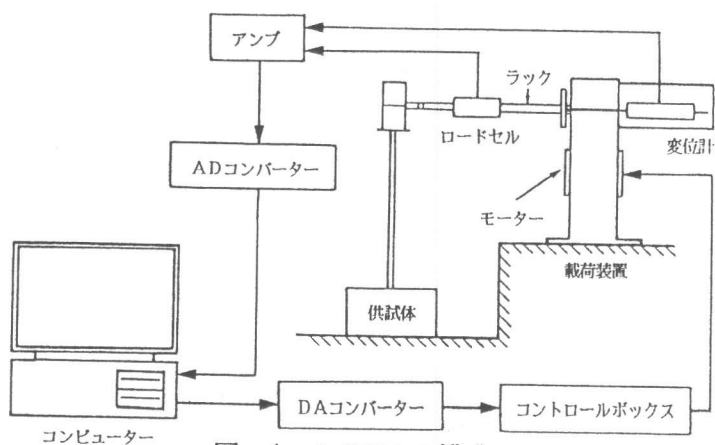 アンプ
ラック
ロードセル
変位計
ADコンバーター
モーター
載荷装置
供試体
DAコンバーター
コントロールボックス
コンピューター